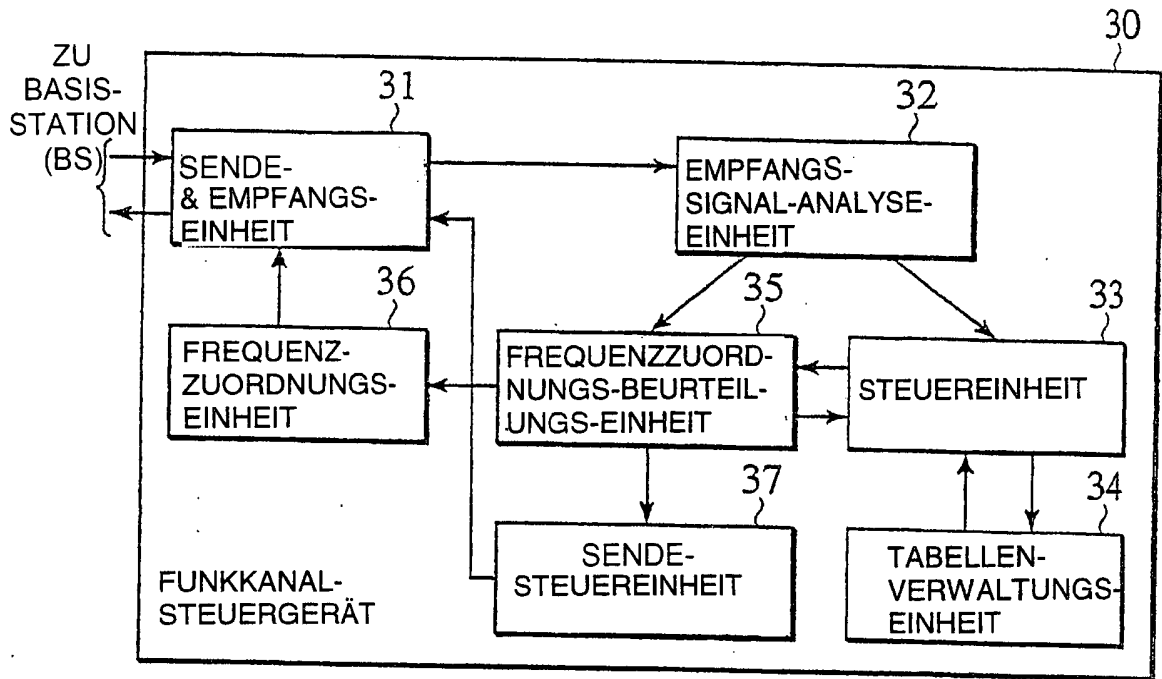 30
ZU
BASIS-
STATION
(BS)
31
SENDE-
& EMPFANGS-
EINHEIT
32
EMPFANGS-
SIGNAL-ANALYSE-
EINHEIT
36
FREQUENZ-
ZUORDNUNGS-
EINHEIT
35
FREQUENZZUORD-
NUNGS-BEURTEIL-
UNGS-EINHEIT
33
STEUEREINHEIT
37
SENDE-
STEUEREINHEIT
34
TABELLEN-
VERWALTUNGS-
EINHEIT
FUNKKANAL-
STEUERGERÄT